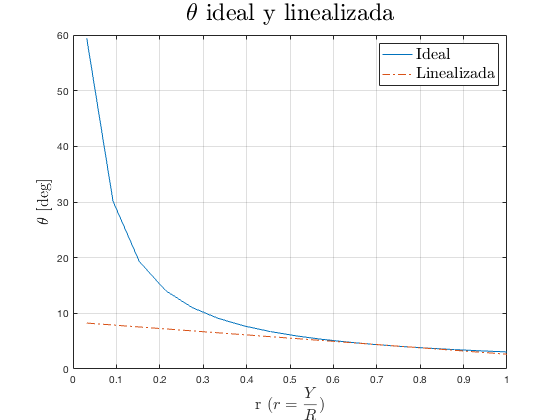 θ ideal y linealizada
Ideal
Linealizada
θ [deg]
60
50
40
30
20
10
0
0 0.1 0.2 0.3 0.4 0.5 0.6 0.7 0.8 0.9 1
r (r = Y/R)